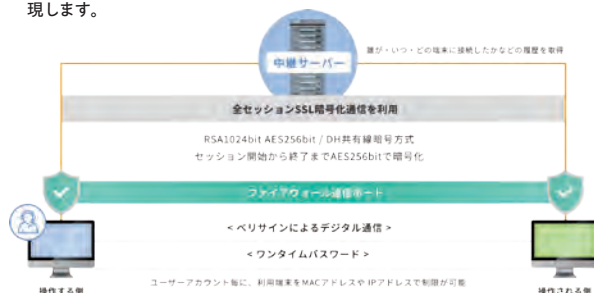 現します。
中継サーバー
誰が・いつ・どの端末に接続したかなどの履歴を取得
全セッションSSL暗号化通信を利用
RSA1024bit AES256bit / DH共有線暗号方式
セッション開始から終了までAES256bitで暗号化
ファイアウォール通信ポート
< ベリサインによるデジタル通信 >
< ワンタイムパスワード >
ユーザーアカウント毎に、利用端末をMACアドレスや IPアドレスで制限が可能
操作する側
操作される側